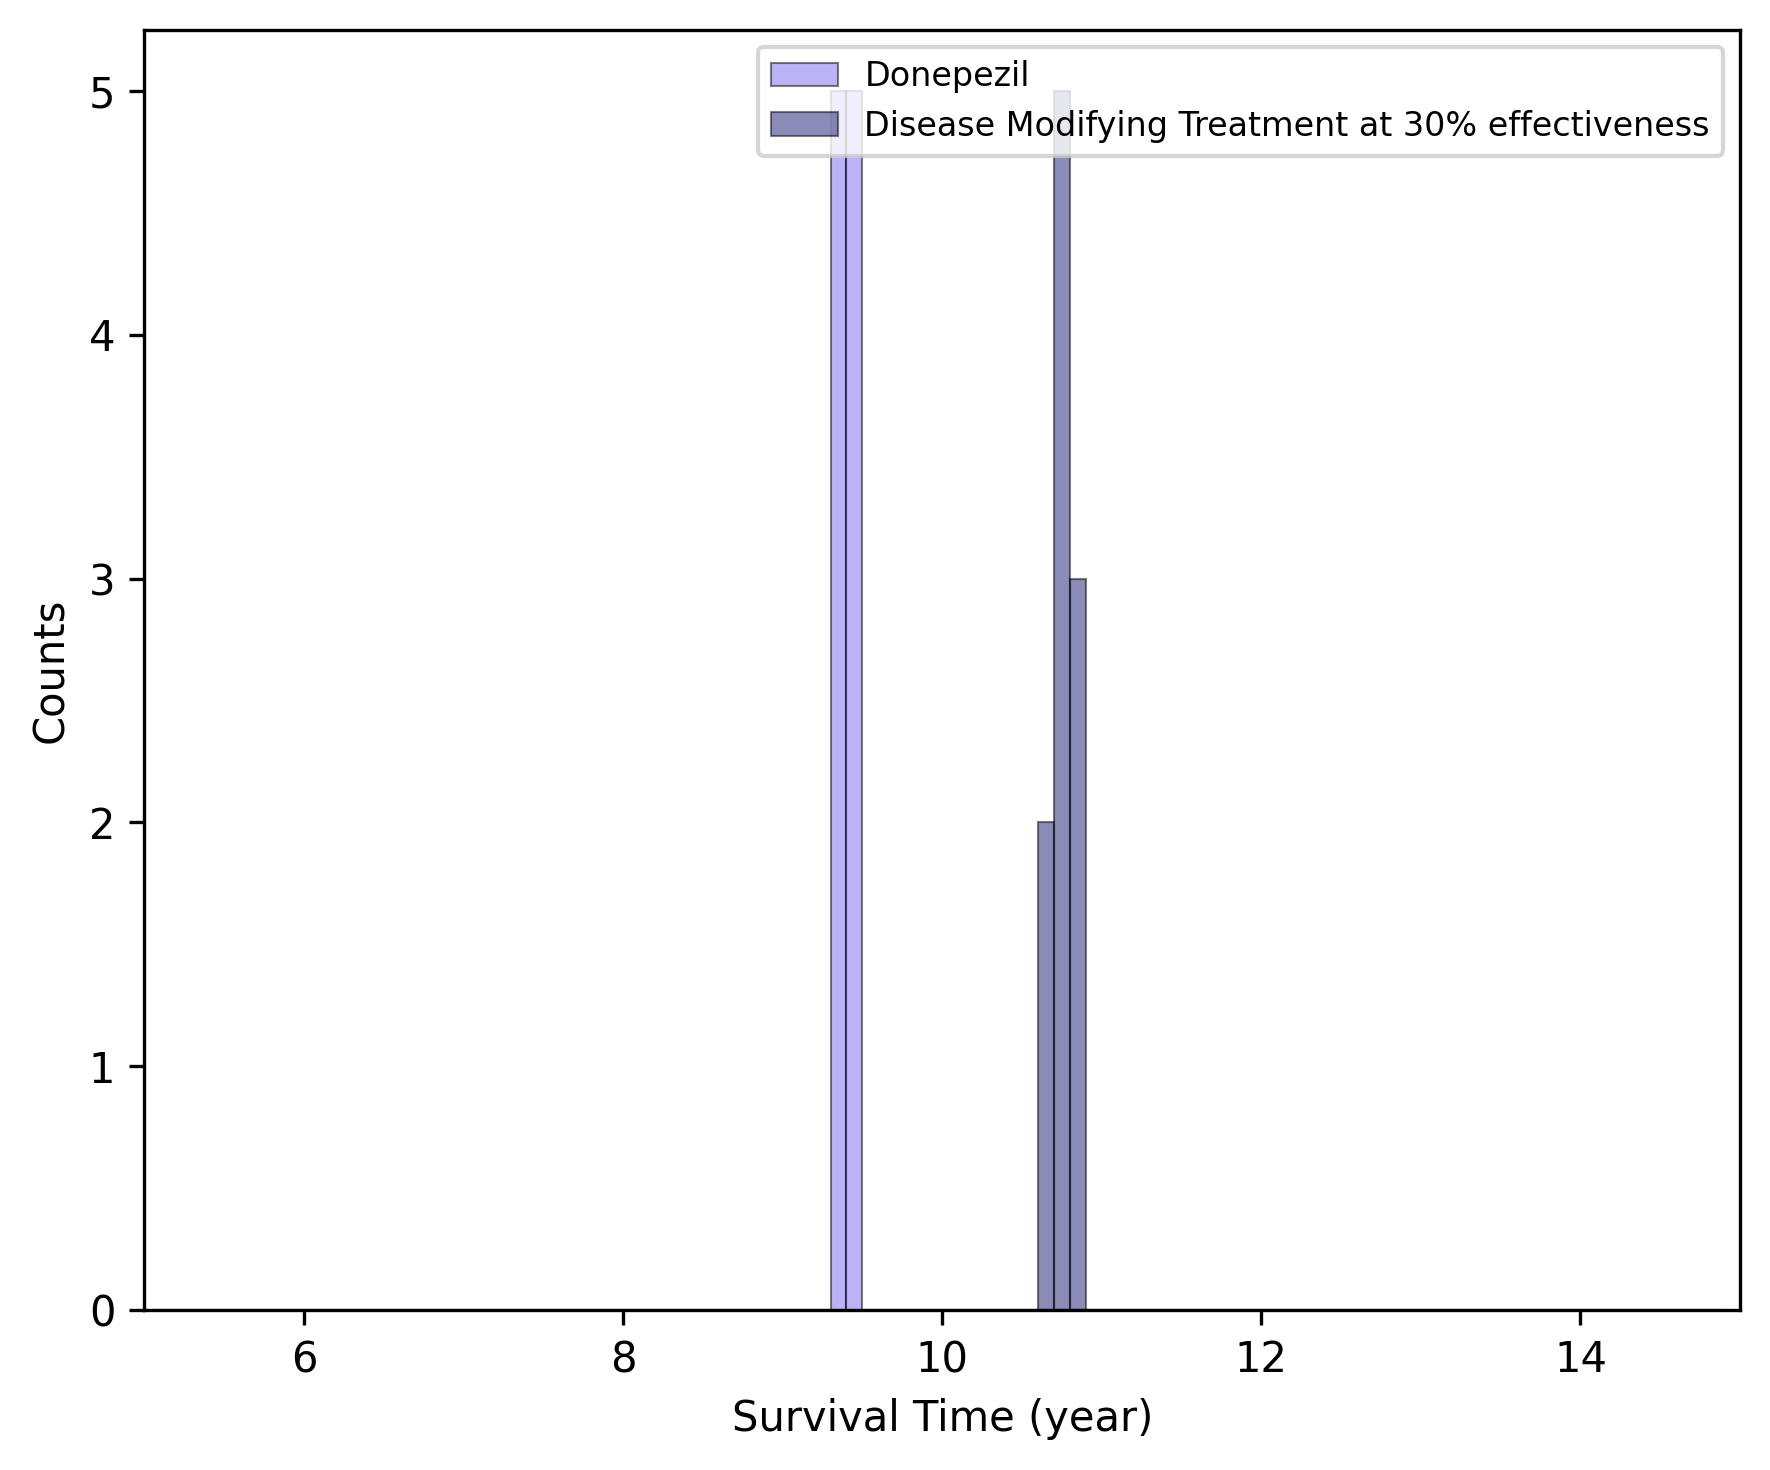 Donepezil
Disease Modifying Treatment at 30% effectiveness
5
4
3
2
1
0
Counts
6 8 10 12 14
Survival Time (year)